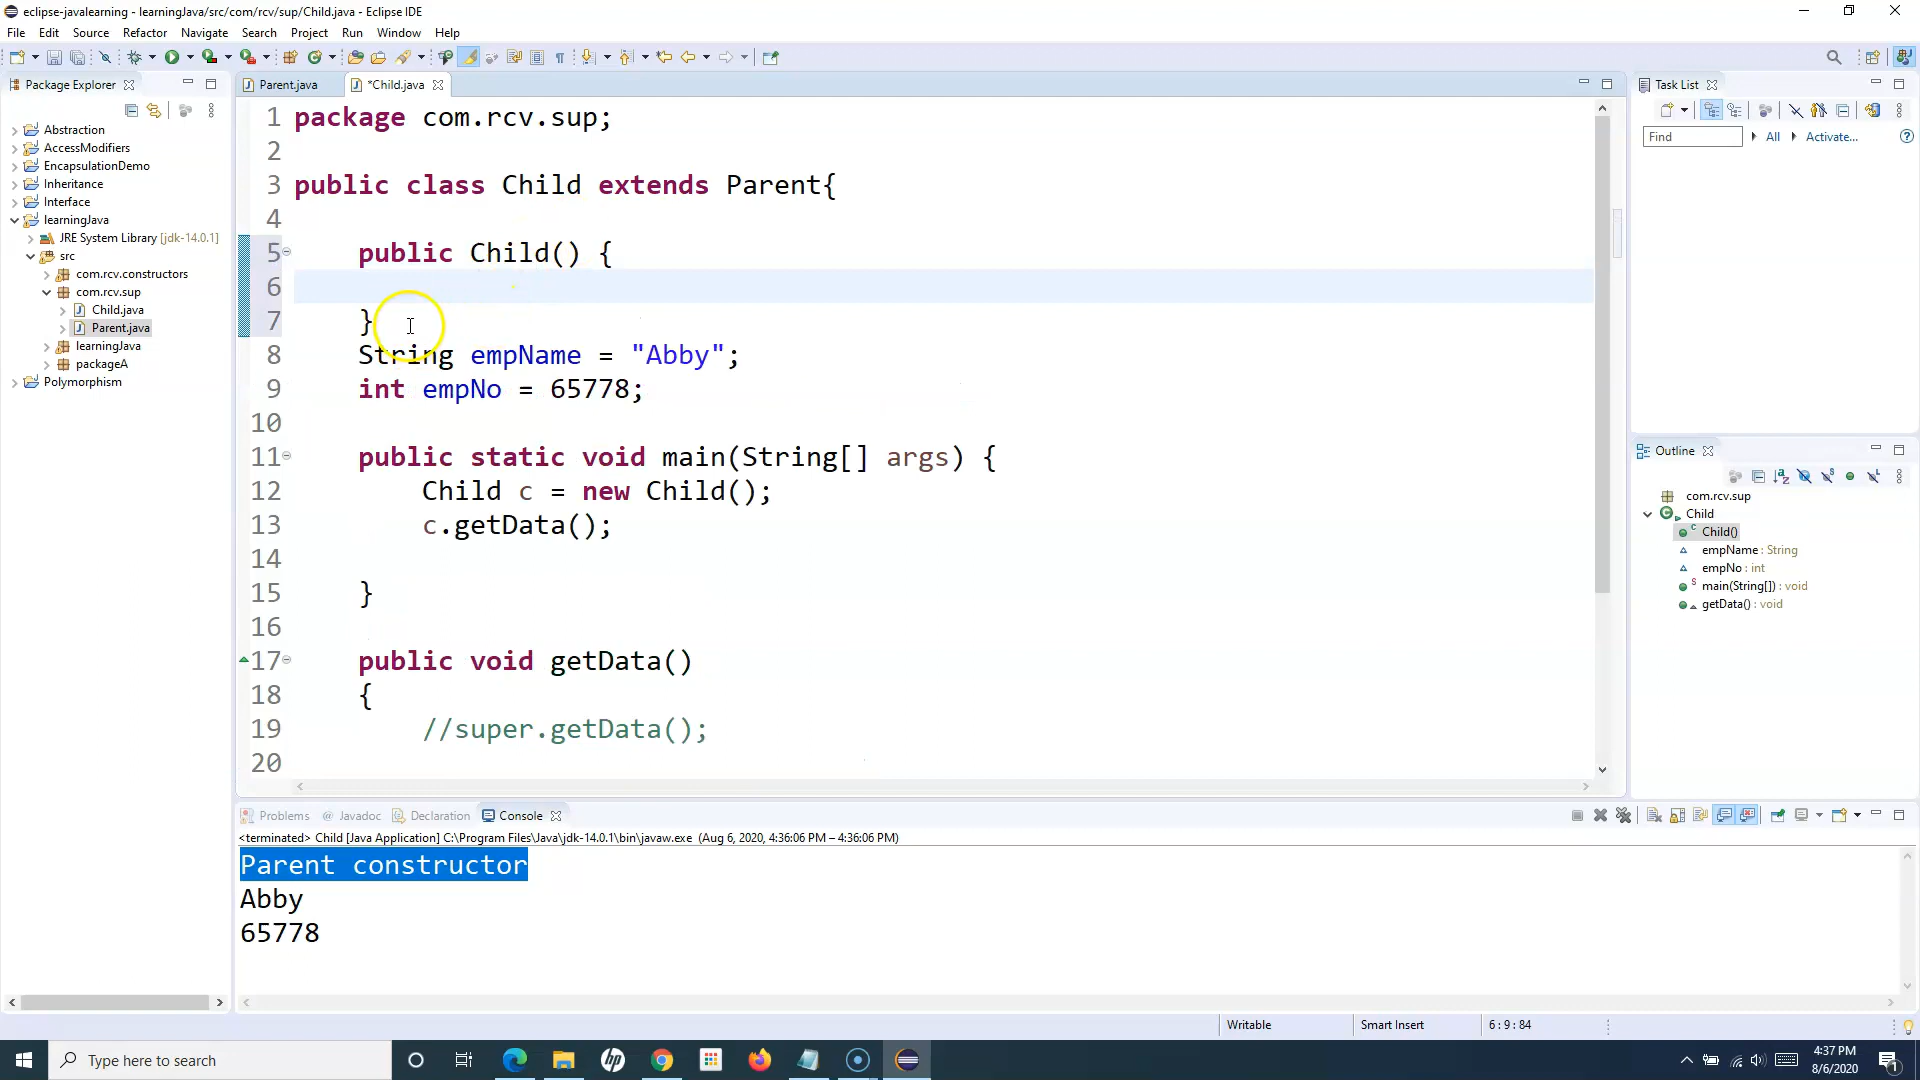 eclipse-javalearning - learningJava/src/com/rcv/sup/Child.java - Eclipse IDE
File Edit Source Refactor Navigate Search Project Run Window Help
Package Explorer
Abstraction
AccessModifiers
EncapsulationDemo
Inheritance
Interface
learningJava
JRE System Library [jdk-14.0.1]
src
com.rcv.constructors
com.rcv.sup
Child.java
Parent.java
learningJava
packageA
Polymorphism
Parent.java *Child.java
1 package com.rcv.sup;
2
3 public class Child extends Parent{
4
5 public Child() {
6
7 }
8 String empName = "Abby";
9 int empNo = 65778;
10
11 public static void main(String[] args) {
12 Child c = new Child();
13 c.getData();
14
15 }
16
17 public void getData()
18 {
19 //super.getData();
20
Task List
Find All Activate...
Outline
com.rcv.sup
Child
Child()
empName : String
empNo : int
main(String[]) : void
getData() : void
Problems @ Javadoc Declaration Console
<terminated> Child [Java Application] C:\Program Files\Java\jdk-14.0.1\bin\javaw.exe (Aug 6, 2020, 4:36:06 PM – 4:36:06 PM)
Parent constructor
Abby
65778
Writable Smart Insert 6 : 9 : 84
Type here to search
hp
4:37 PM
8/6/2020
1